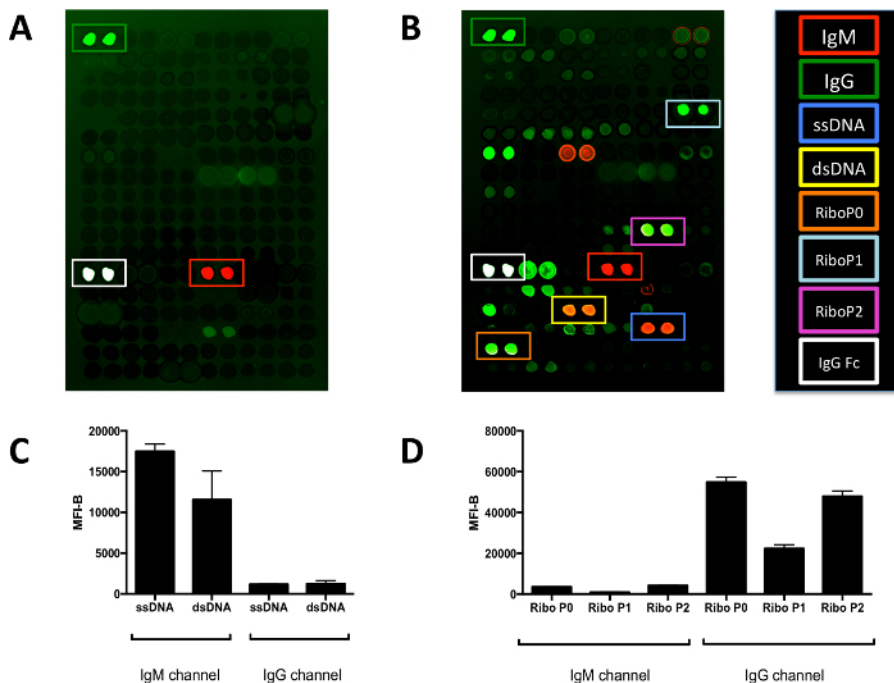 A
B
IgM
IgG
ssDNA
dsDNA
RiboP0
RiboP1
RiboP2
IgG Fc
C
D
20000
15000
10000
5000
0
MFI-B
ssDNA dsDNA ssDNA dsDNA
IgM channel IgG channel
80000
60000
40000
20000
0
MFI-B
Ribo P0 Ribo P1 Ribo P2 Ribo P0 Ribo P1 Ribo P2
IgM channel IgG channel